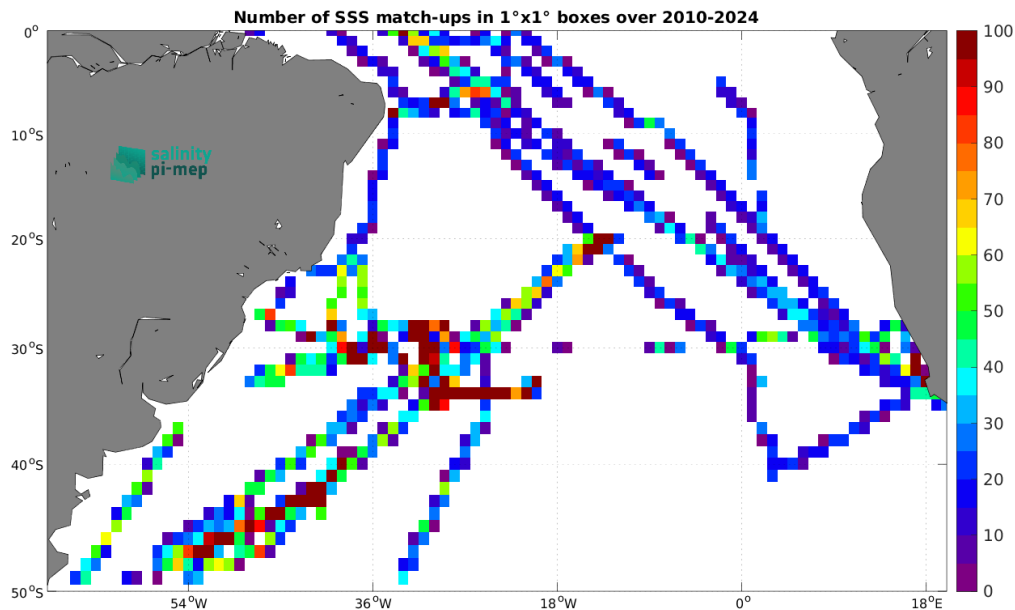 Number of SSS match-ups in 1°x1° boxes over 2010-2024
0°
10°S
20°S
30°S
40°S
50°S
salinity
pi-mep
54°W
36°W
18°W
0°
18°E
100
90
80
70
60
50
40
30
20
10
0